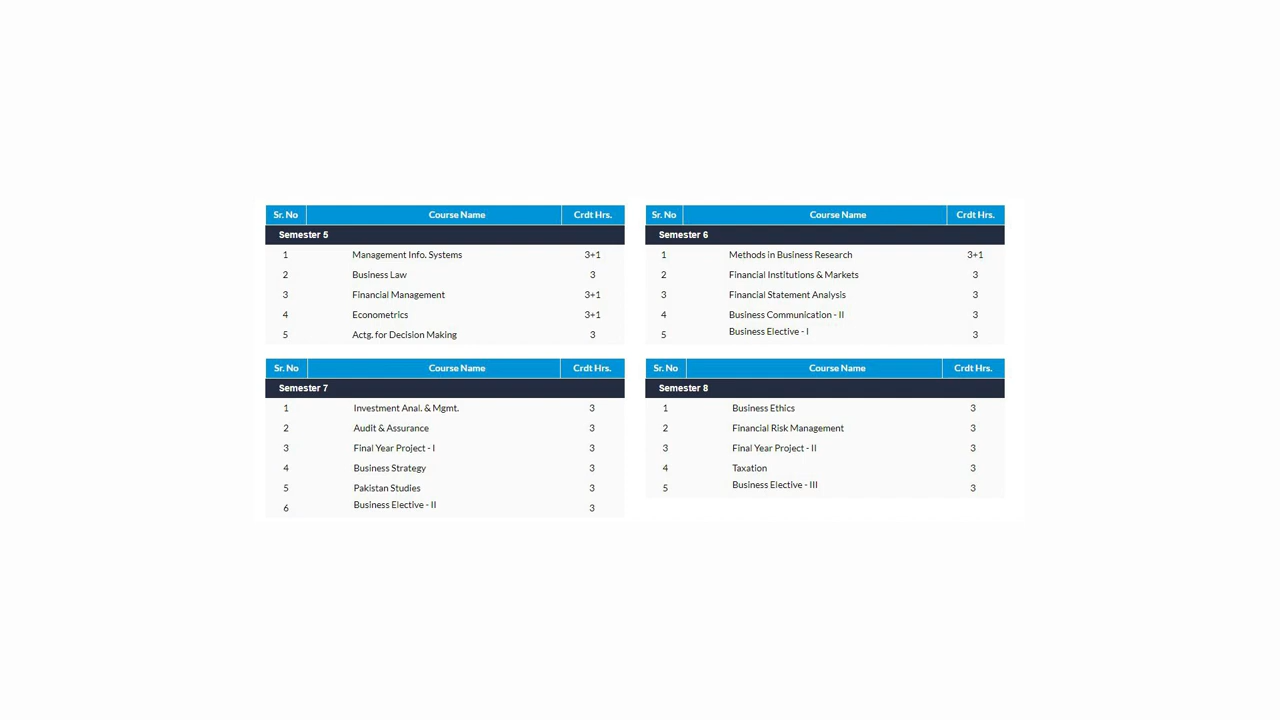 Sr. No Course Name Crdt Hrs.
Semester 5
1 Management Info. Systems 3+1
2 Business Law 3
3 Financial Management 3+1
4 Econometrics 3+1
5 Actg. for Decision Making 3
Sr. No Course Name Crdt Hrs.
Semester 6
1 Methods in Business Research 3+1
2 Financial Institutions & Markets 3
3 Financial Statement Analysis 3
4 Business Communication - II 3
5 Business Elective - I 3
Sr. No Course Name Crdt Hrs.
Semester 7
1 Investment Anal. & Mgmt. 3
2 Audit & Assurance 3
3 Final Year Project - I 3
4 Business Strategy 3
5 Pakistan Studies 3
6 Business Elective - II 3
Sr. No Course Name Crdt Hrs.
Semester 8
1 Business Ethics 3
2 Financial Risk Management 3
3 Final Year Project - II 3
4 Taxation 3
5 Business Elective - III 3